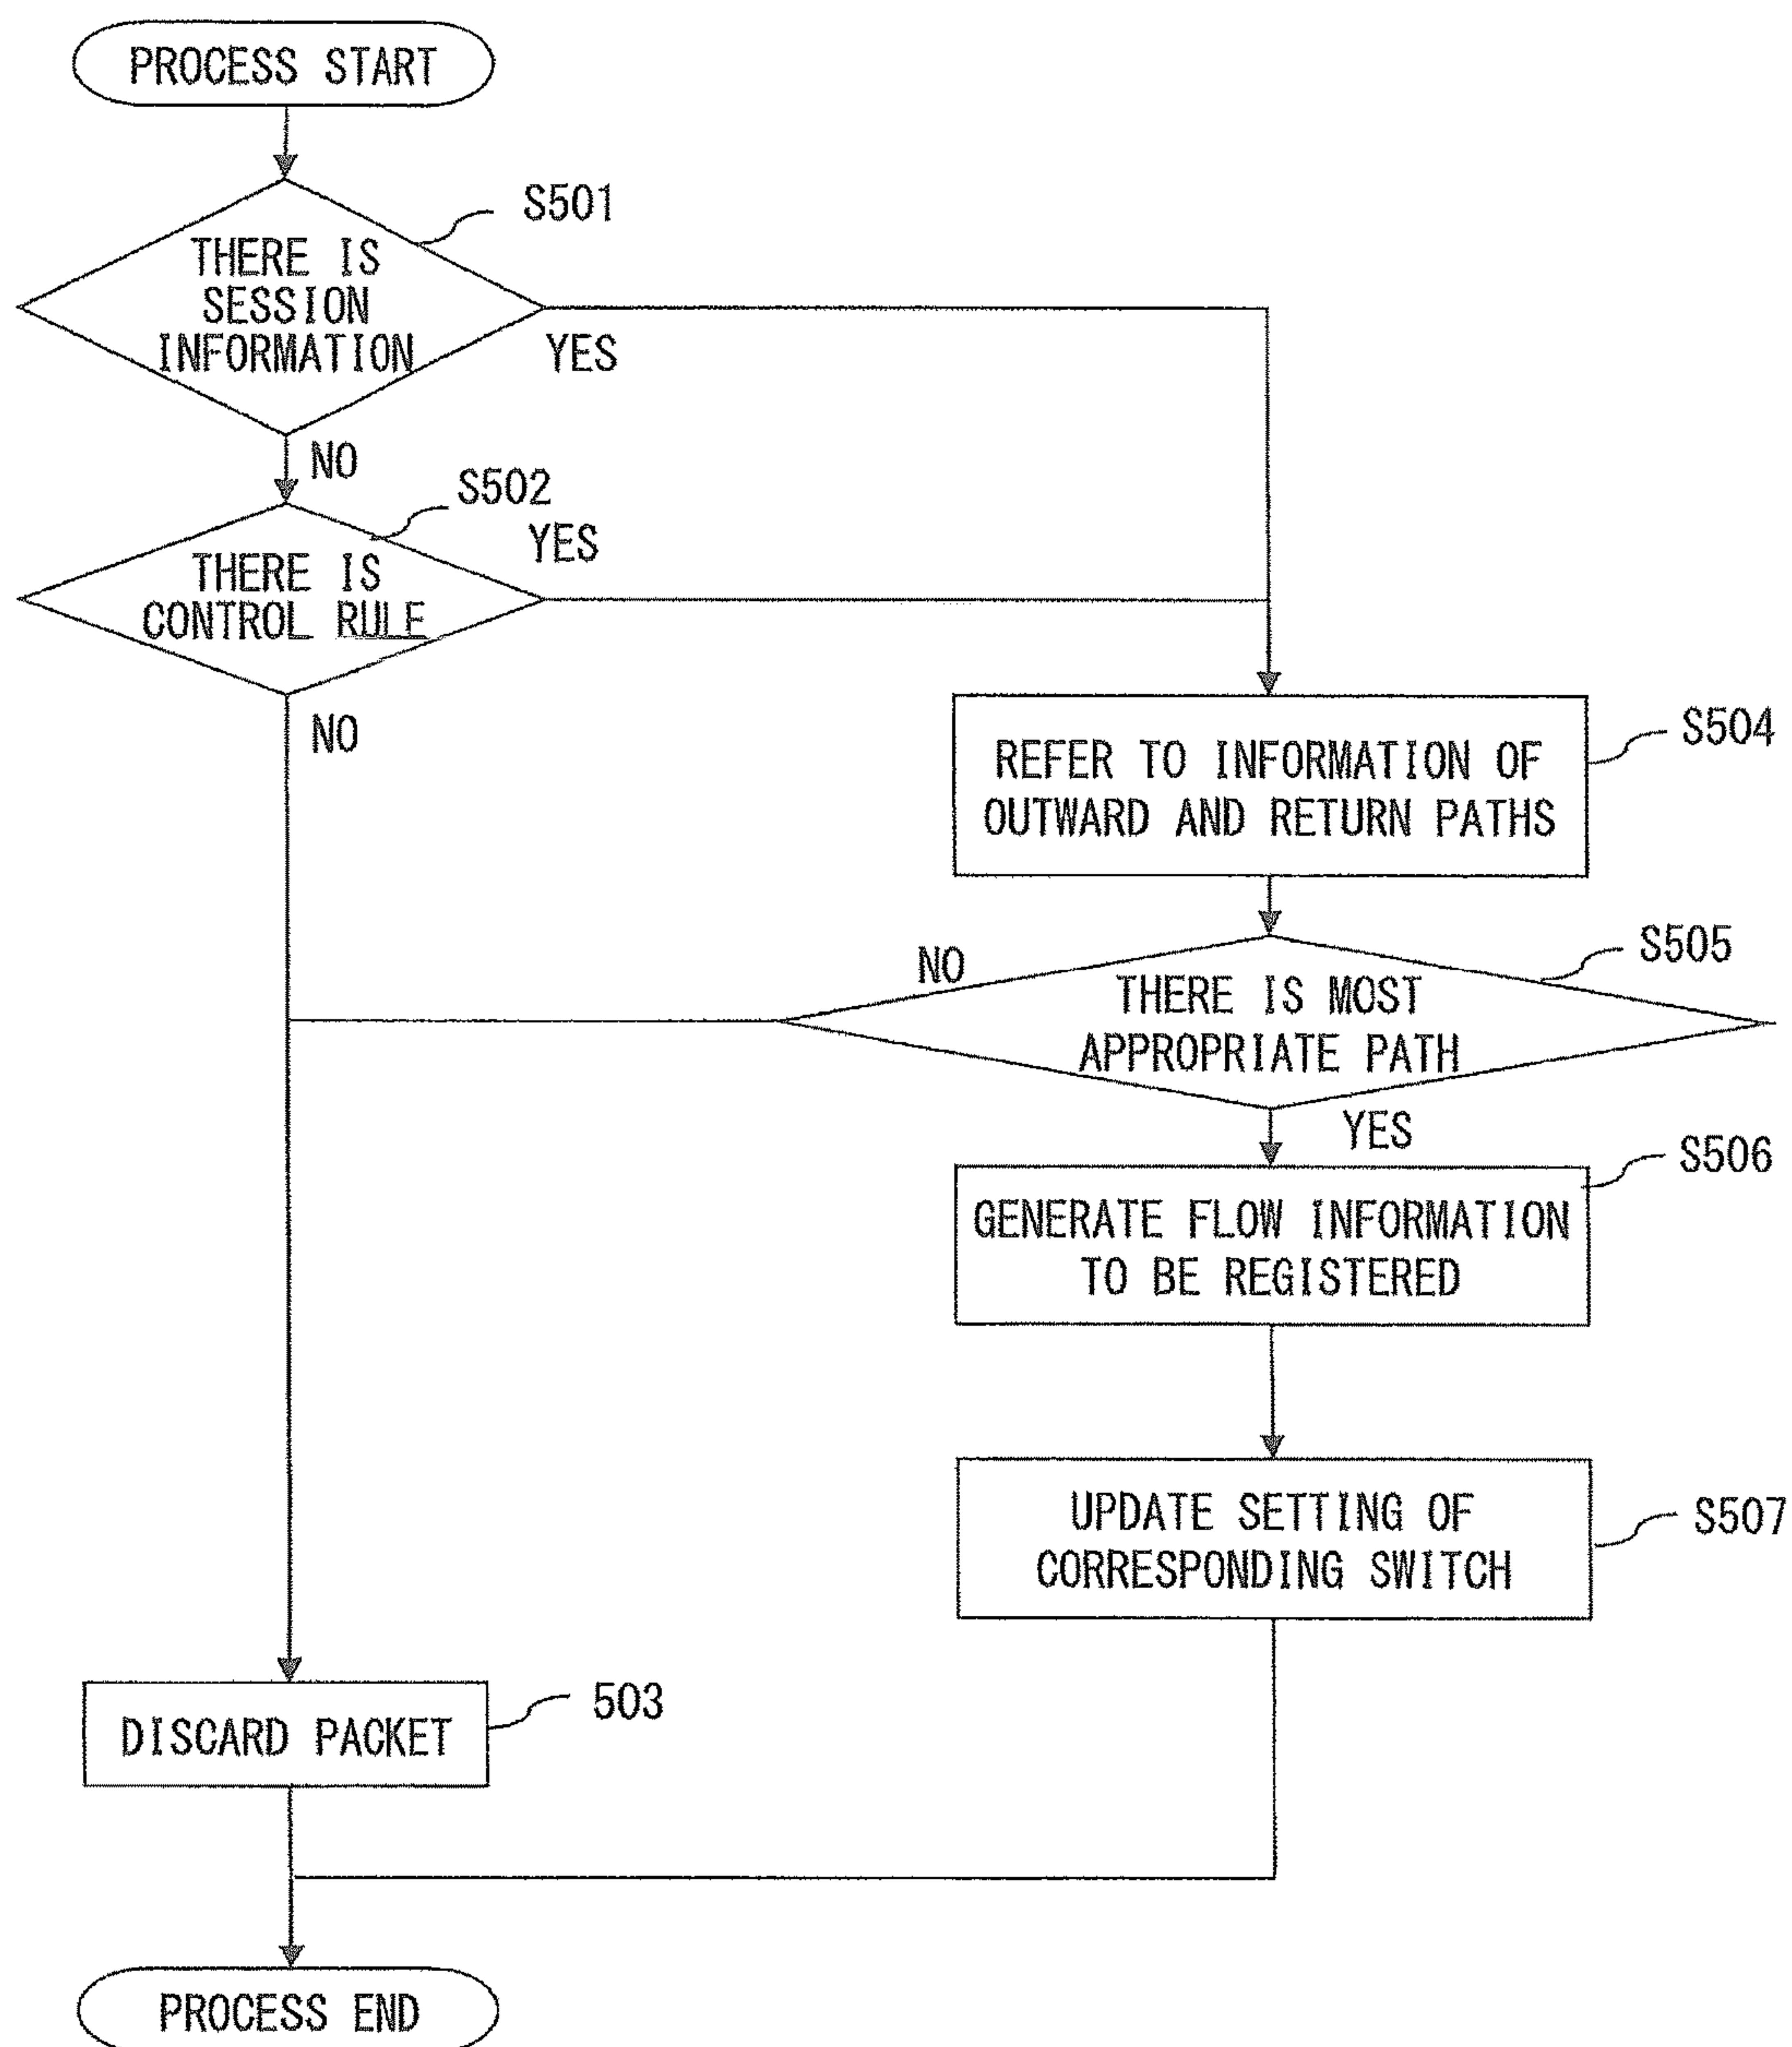 PROCESS START
S501
THERE IS
SESSION
INFORMATION
YES
NO
S502
YES
THERE IS
CONTROL RULE
NO
S504
REFER TO INFORMATION OF
OUTWARD AND RETURN PATHS
NO
S505
THERE IS MOST
APPROPRIATE PATH
YES
S506
GENERATE FLOW INFORMATION
TO BE REGISTERED
UPDATE SETTING OF
CORRESPONDING SWITCH
S507
503
DISCARD PACKET
PROCESS END